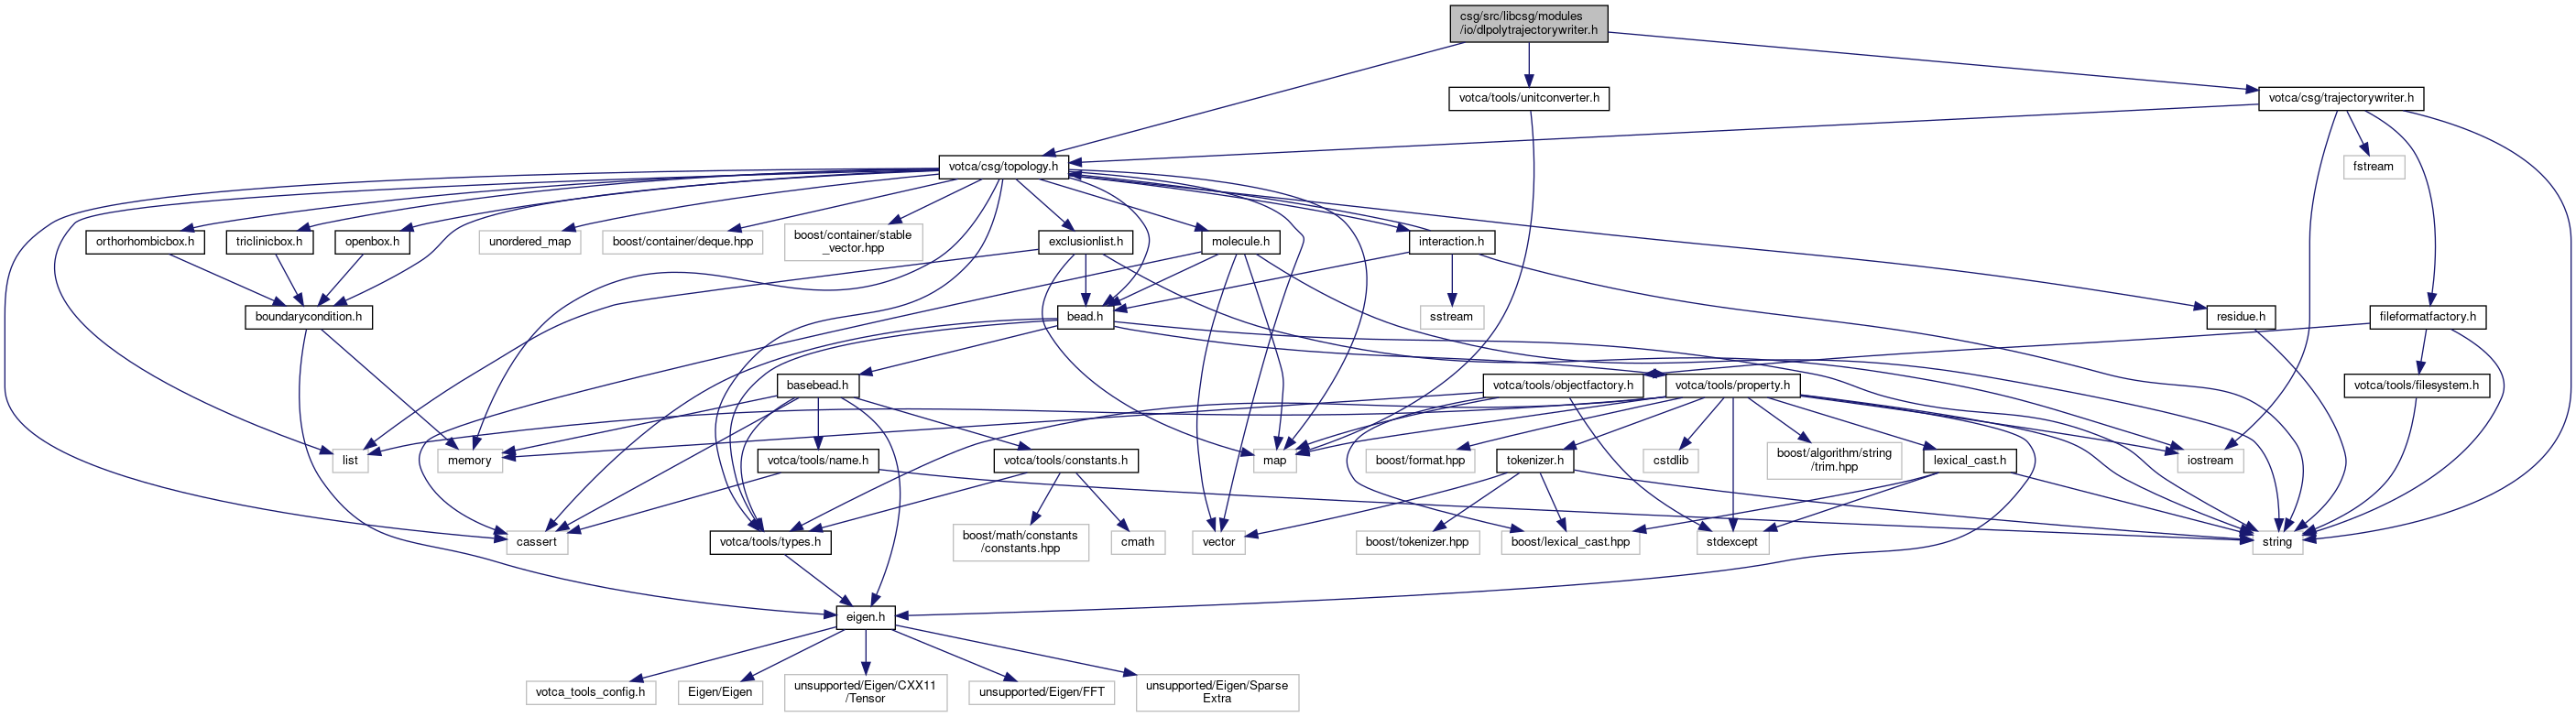 csg/src/libcsg/modules
/io/dlpolytrajectorywriter.h
votca/tools/unitconverter.h
votca/csg/trajectorywriter.h
votca/csg/topology.h
fstream
orthorhombicbox.h
triclinicbox.h
openbox.h
unordered_map
boost/container/deque.hpp
boost/container/stable
_vector.hpp
exclusionlist.h
molecule.h
interaction.h
boundarycondition.h
bead.h
sstream
residue.h
fileformatfactory.h
basebead.h
votca/tools/objectfactory.h
votca/tools/property.h
votca/tools/filesystem.h
list
memory
votca/tools/name.h
votca/tools/constants.h
map
boost/format.hpp
tokenizer.h
cstdlib
boost/algorithm/string
/trim.hpp
lexical_cast.h
iostream
cassert
votca/tools/types.h
boost/math/constants
/constants.hpp
cmath
vector
boost/tokenizer.hpp
boost/lexical_cast.hpp
stdexcept
string
eigen.h
votca_tools_config.h
Eigen/Eigen
unsupported/Eigen/CXX11
/Tensor
unsupported/Eigen/FFT
unsupported/Eigen/Sparse
Extra